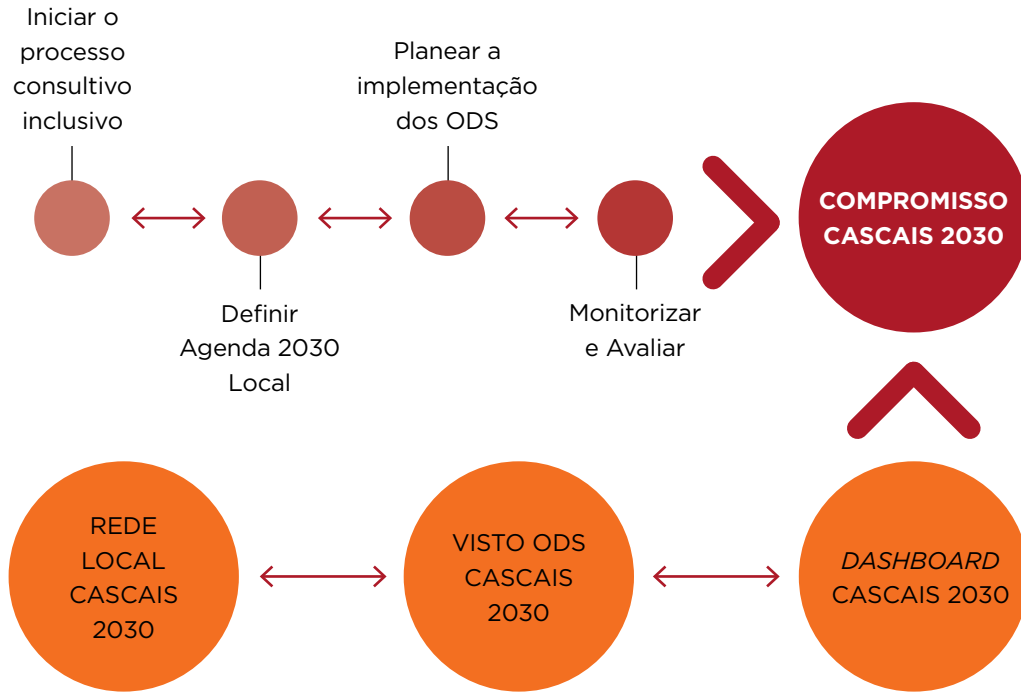 Iniciar o
processo
consultivo
inclusivo
Definir
Agenda 2030
Local
Planear a
implementação
dos ODS
Monitorizar
e Avaliar
COMPROMISSO
CASCAIS 2030
REDE
LOCAL
CASCAIS
2030
VISTO ODS
CASCAIS
2030
DASHBOARD
CASCAIS 2030